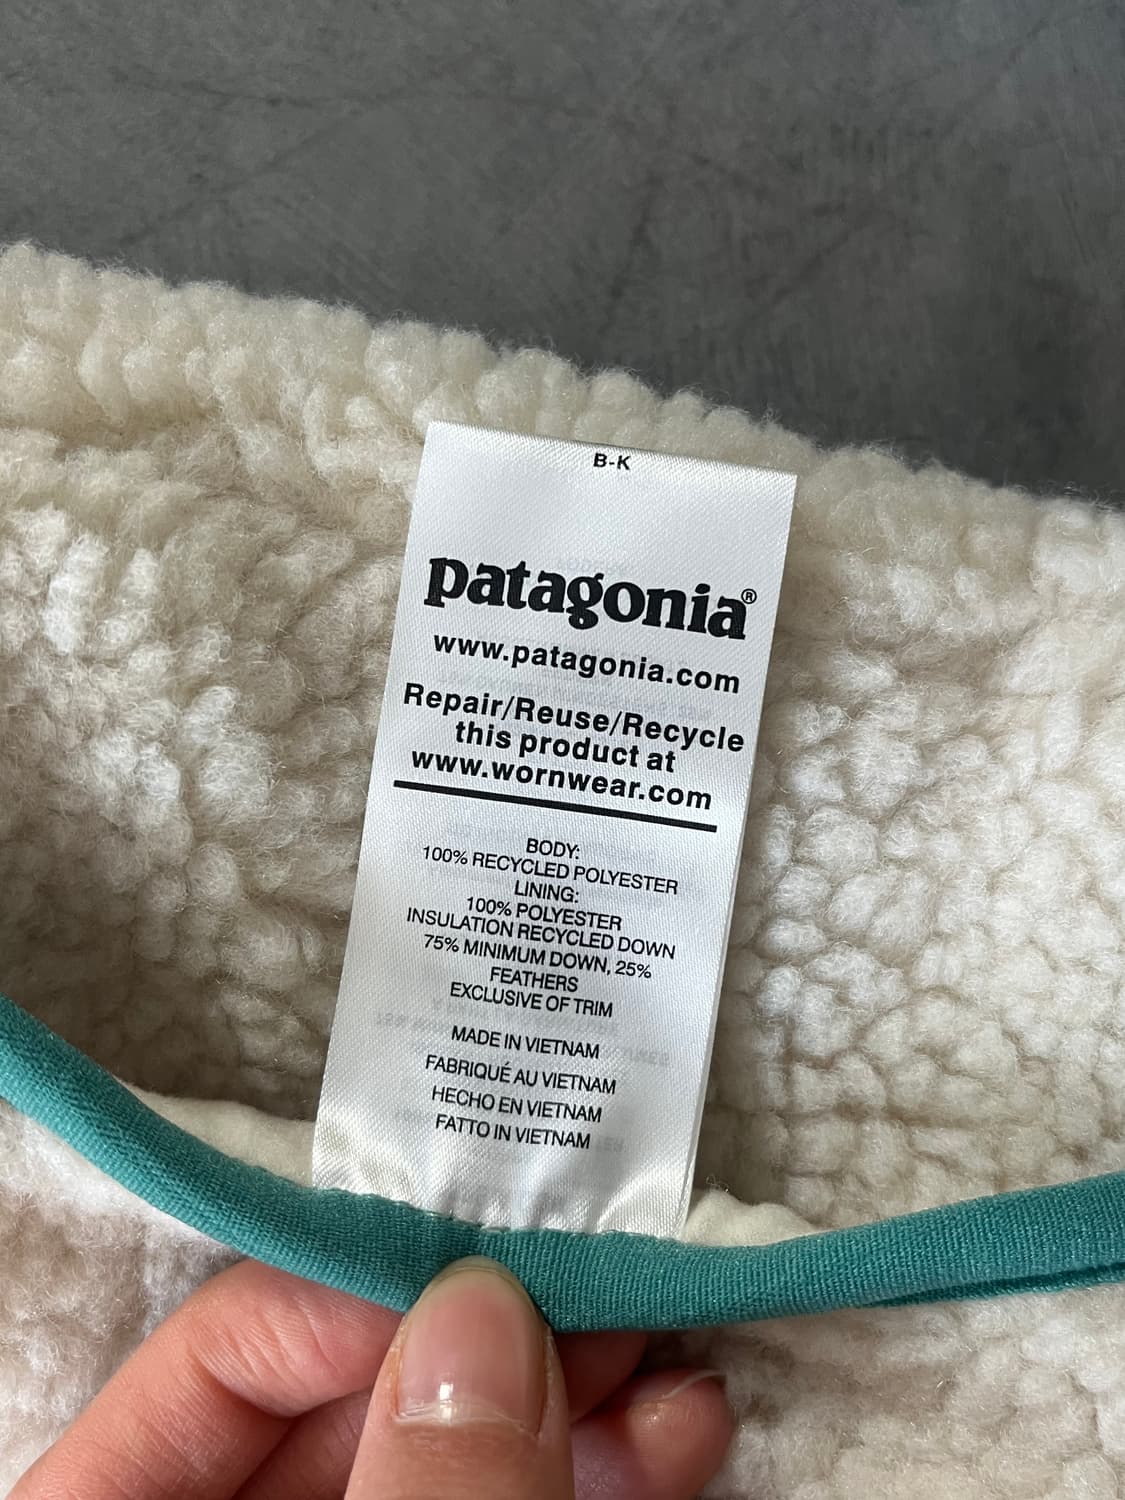 B-K
patagonia®
www.patagonia.com
Repair/Reuse/Recycle
this product at
www.wornwear.com
BODY:
100% RECYCLED POLYESTER
LINING:
100% POLYESTER
INSULATION RECYCLED DOWN
75% MINIMUM DOWN, 25%
FEATHERS
EXCLUSIVE OF TRIM
MADE IN VIETNAM
FABRIQUÉ AU VIETNAM
HECHO EN VIETNAM
FATTO IN VIETNAM